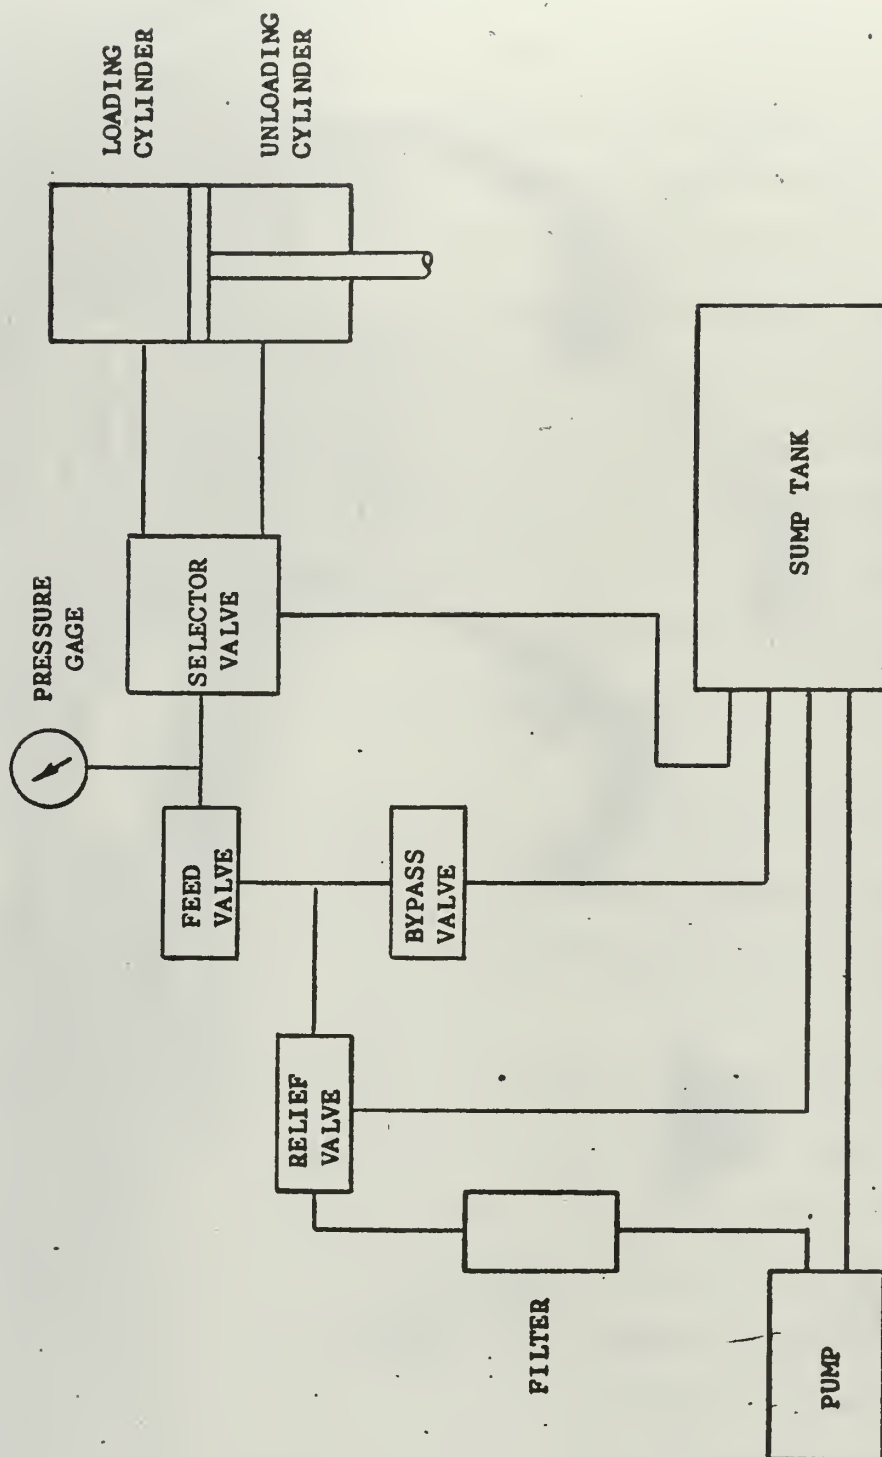 LOADING
CYLINDER
UNLOADING
CYLINDER
PRESSURE
GAGE
SELECTOR
VALVE
FEED
VALVE
BYPASS
VALVE
RELIEF
VALVE
FILTER
SUMP TANK
PUMP